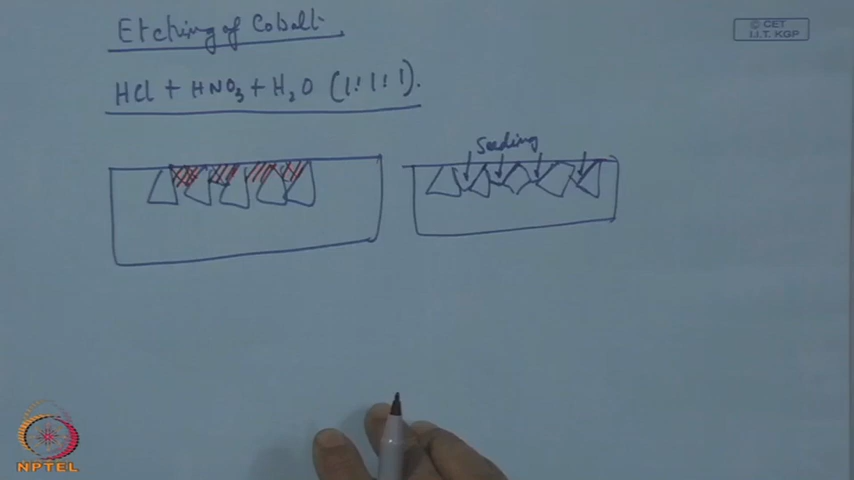 Etching of Cobalt
© CET
I.I.T. KGP
HCl + HNO₃ + H₂O (1:1:1).
Seeding
NPTEL